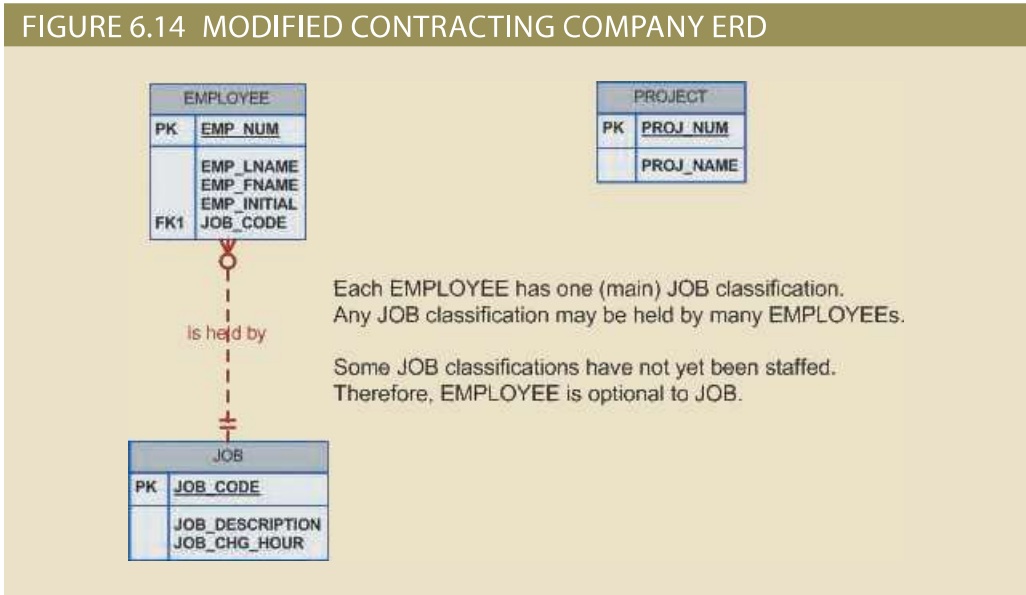 FIGURE 6.14 MODIFIED CONTRACTING COMPANY ERD
EMPLOYEE
PK EMP_NUM
EMP_LNAME
EMP_FNAME
EMP_INITIAL
FK1 JOB_CODE
PROJECT
PK PROJ_NUM
PROJ_NAME
Each EMPLOYEE has one (main) JOB classification.
Any JOB classification may be held by many EMPLOYEEs.
is held by
Some JOB classifications have not yet been staffed.
Therefore, EMPLOYEE is optional to JOB.
JOB
PK JOB_CODE
JOB_DESCRIPTION
JOB_CHG_HOUR